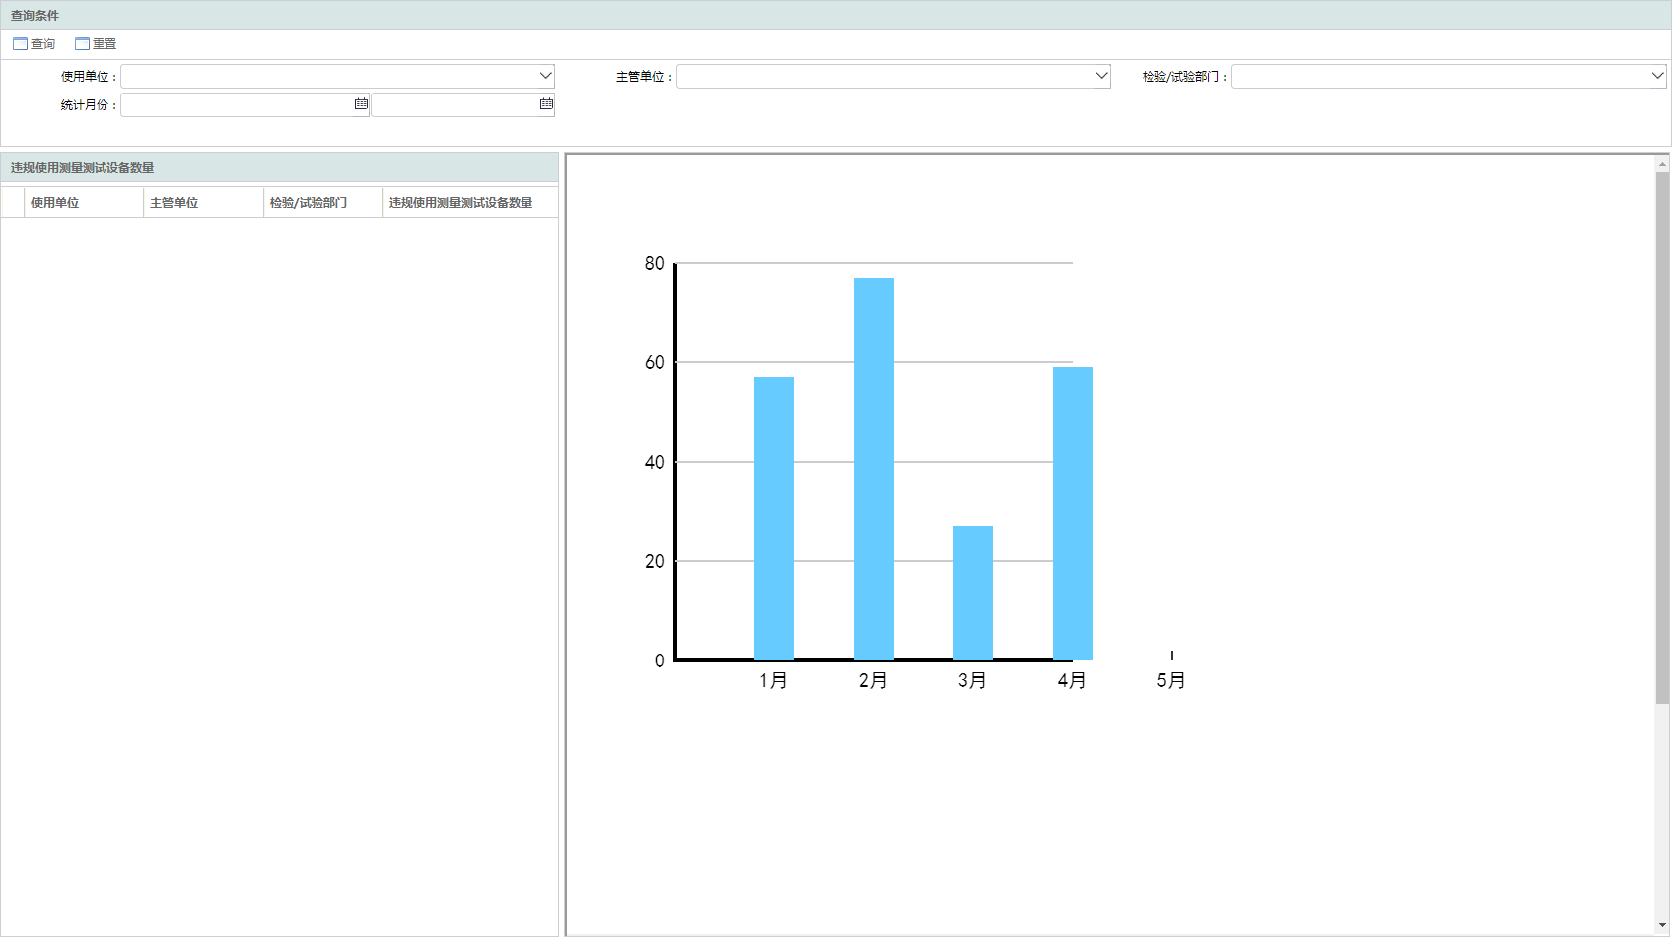 查询条件
查询 重置
使用单位： 主管单位： 检验/试验部门：
统计月份：
违规使用测量测试设备数量
使用单位 主管单位 检验/试验部门 违规使用测量测试设备数量
80
60
40
20
0
1月 2月 3月 4月 5月